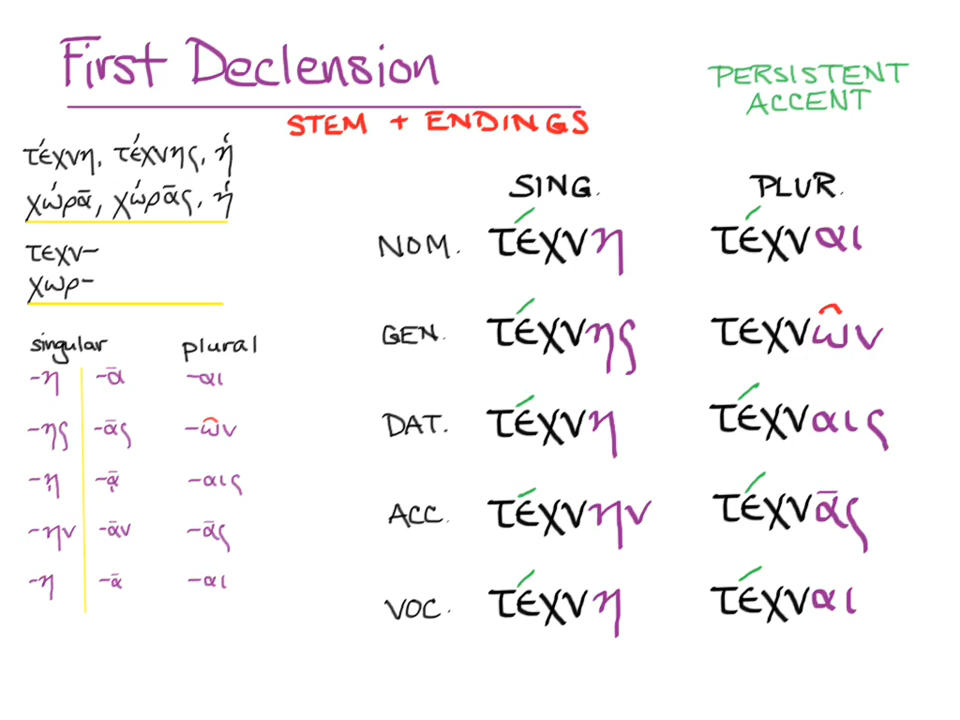 First Declension
PERSISTENT
ACCENT
STEM + ENDINGS
τέχνη, τέχνης, ἡ
χώρᾱ, χώρᾱς, ἡ
τεχν-
χωρ-
singular plural
-η -ᾱ -αι
-ης -ᾱς -ῶν
-ῃ -ᾱͅ -αις
-ην -ᾱν -ᾱς
-η -ᾱ -αι
SING. PLUR.
NOM. τέχνη τέχναι
GEN. τέχνης τεχνῶν
DAT. τέχνη τέχναις
ACC. τέχνην τέχνᾱς
VOC. τέχνη τέχναι